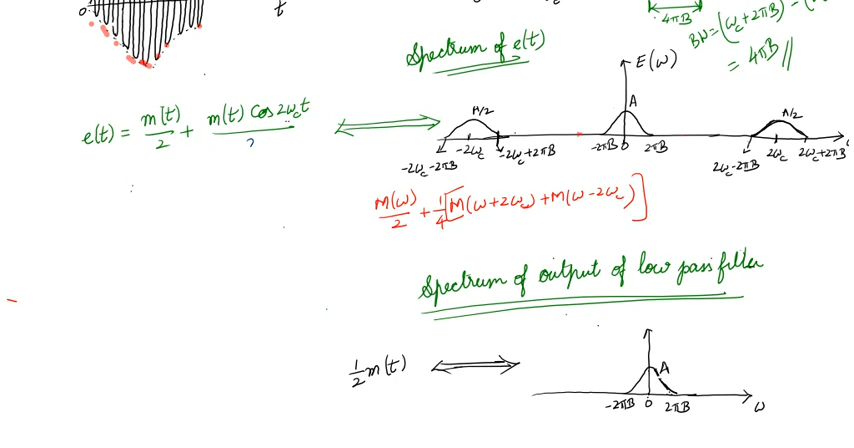 0 t
4πB
BW = (ω_c + 2πB) -
= 4πB //
Spectrum of e(t)
E(ω)
e(t) = m(t)/2 + m(t) Cos 2ω_c t / 2
A/2 A A/2
-2ω_c-2πB -2ω_c -2ω_c+2πB -2πB 0 2πB 2ω_c-2πB 2ω_c 2ω_c+2πB
M(ω)/2 + 1/4 [M(ω+2ω_c) + M(ω-2ω_c)]
Spectrum of output of low pass filter
1/2 m(t)
A
-2πB 0 2πB ω